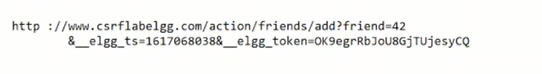 http ://www.csrflabelgg.com/action/friends/add?friend=42
&__elgg_ts=1617068038&__elgg_token=OK9egrRbJoU8GjTUjesyCQ